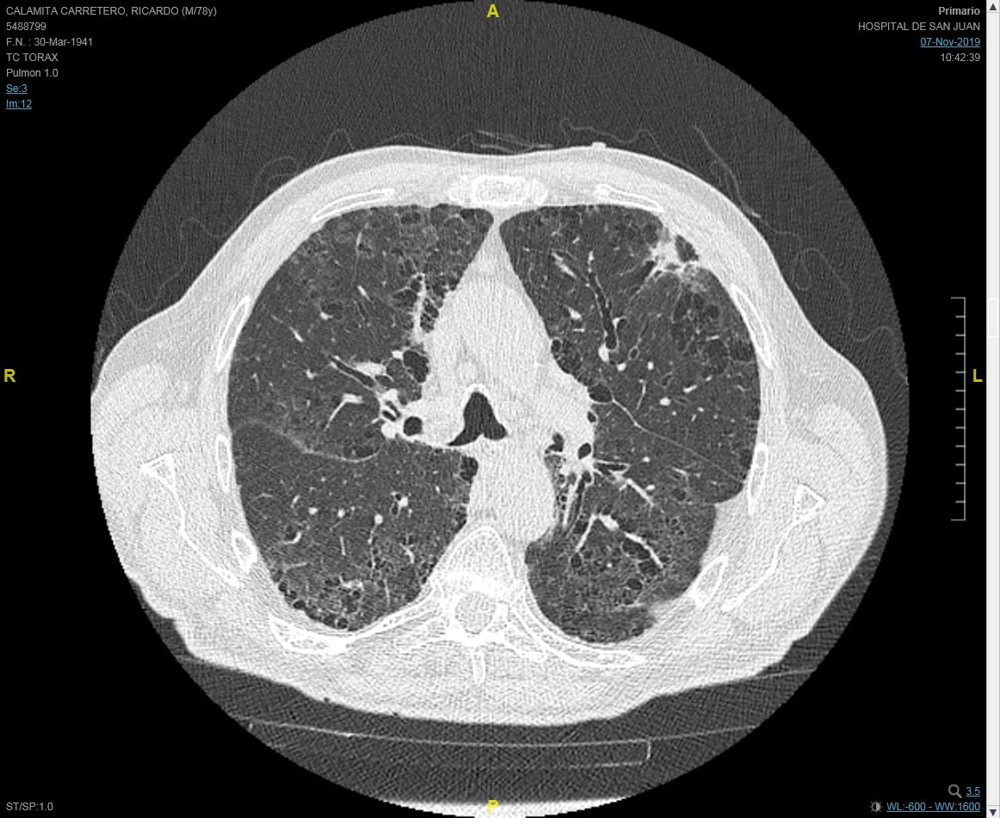 CALAMITA CARRETERO, RICARDO (M/78y)
5488799
F.N. : 30-Mar-1941
TC TORAX
Pulmon 1.0
Se:3
Im:12
A
Primario
HOSPITAL DE SAN JUAN
07-Nov-2019
10:42:39
R
L
ST/SP:1.0
P
3.5
WL:-600 - WW:1600